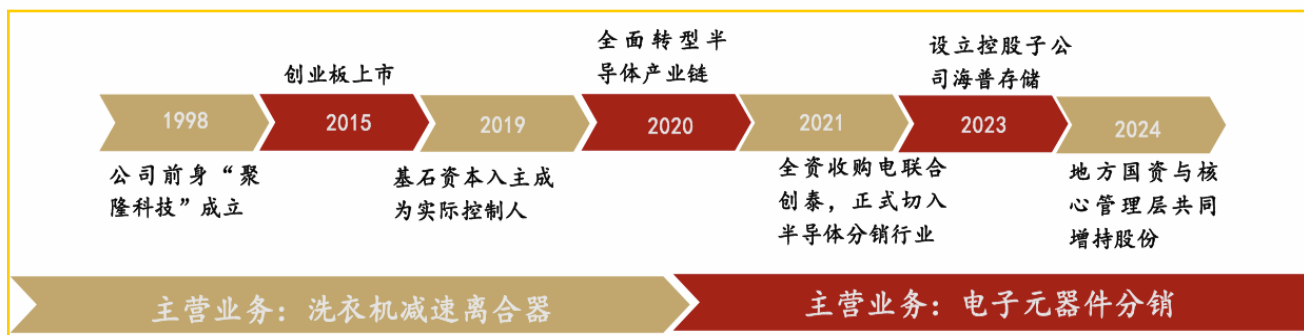 1998
公司前身“聚
隆科技”成立
创业板上市
2015
2019
基石资本入主成
为实际控制人
全面转型半
导体产业链
2020
2021
全资收购电联合
创泰，正式切入
半导体分销行业
设立控股子公
司海普存储
2023
2024
地方国资与核
心管理层共同
增持股份
主营业务：洗衣机减速离合器
主营业务：电子元器件分销